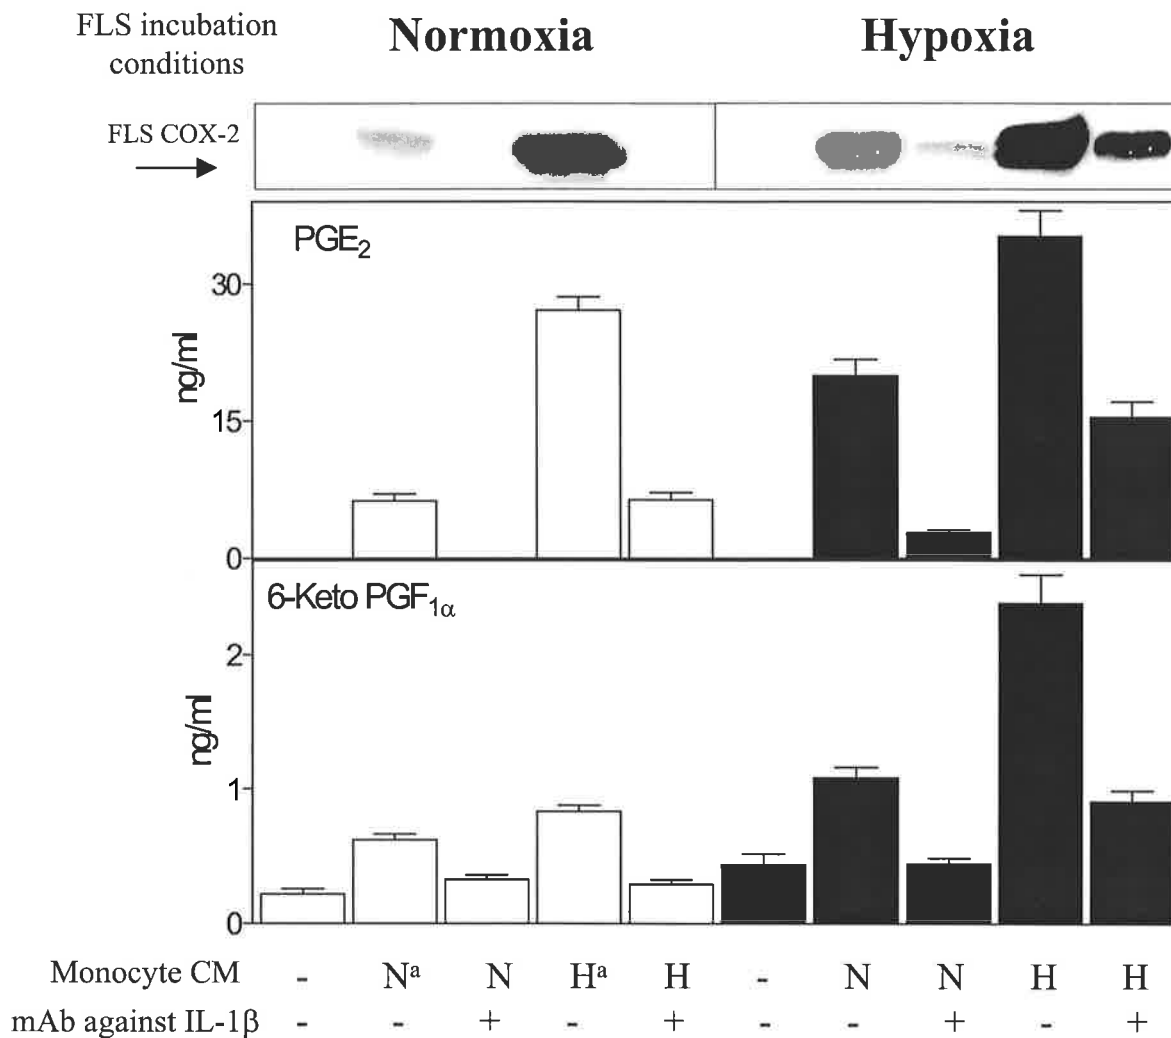 FLS incubation
conditions
Normoxia
Hypoxia
FLS COX-2
PGE₂
30
15
0
ng/ml
6-Keto PGF₁α
2
1
0
ng/ml
Monocyte CM - Nᵃ N Hᵃ H - N N H H
mAb against IL-1β - - + - + - - + - +